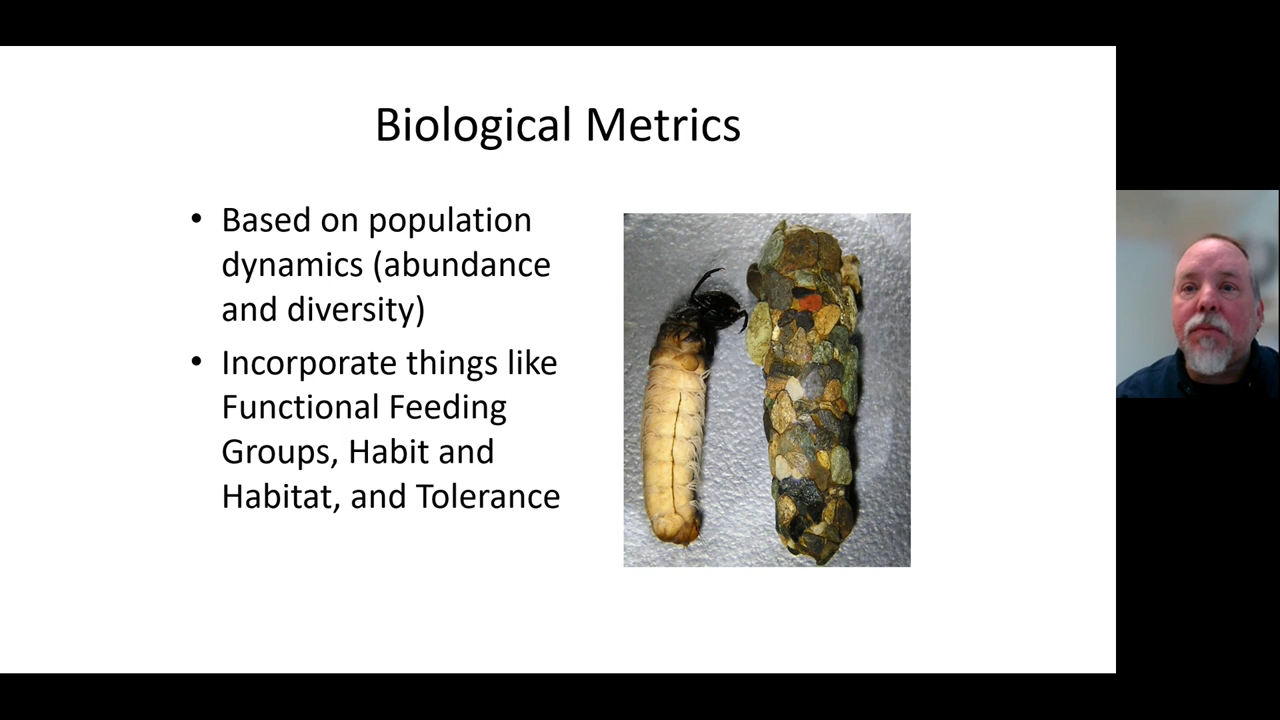 Biological Metrics
• Based on population
dynamics (abundance
and diversity)
• Incorporate things like
Functional Feeding
Groups, Habit and
Habitat, and Tolerance